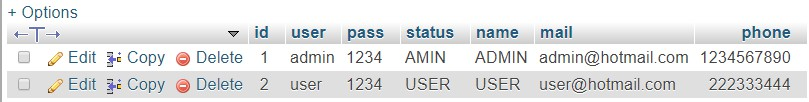 + Options
←T→ id user pass status name mail phone
Edit Copy Delete 1 admin 1234 AMIN ADMIN admin@hotmail.com 1234567890
Edit Copy Delete 2 user 1234 USER USER user@hotmail.com 222333444